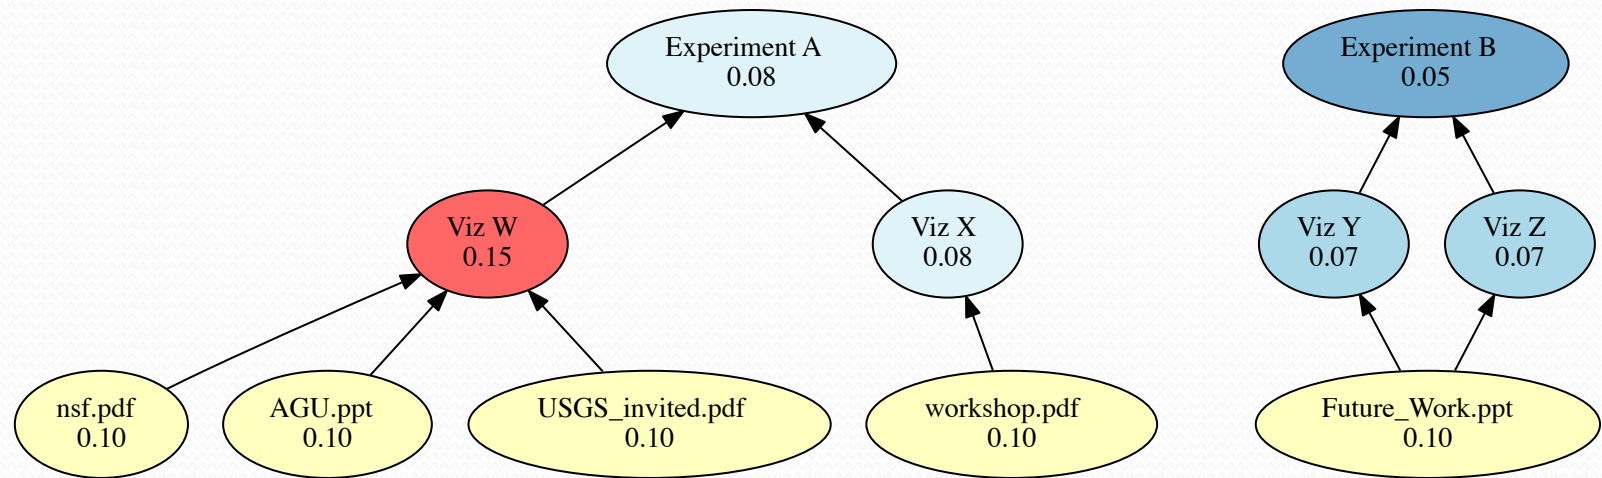 Experiment A
0.08
Experiment B
0.05
Viz W
0.15
Viz X
0.08
Viz Y
0.07
Viz Z
0.07
nsf.pdf
0.10
AGU.ppt
0.10
USGS_invited.pdf
0.10
workshop.pdf
0.10
Future_Work.ppt
0.10